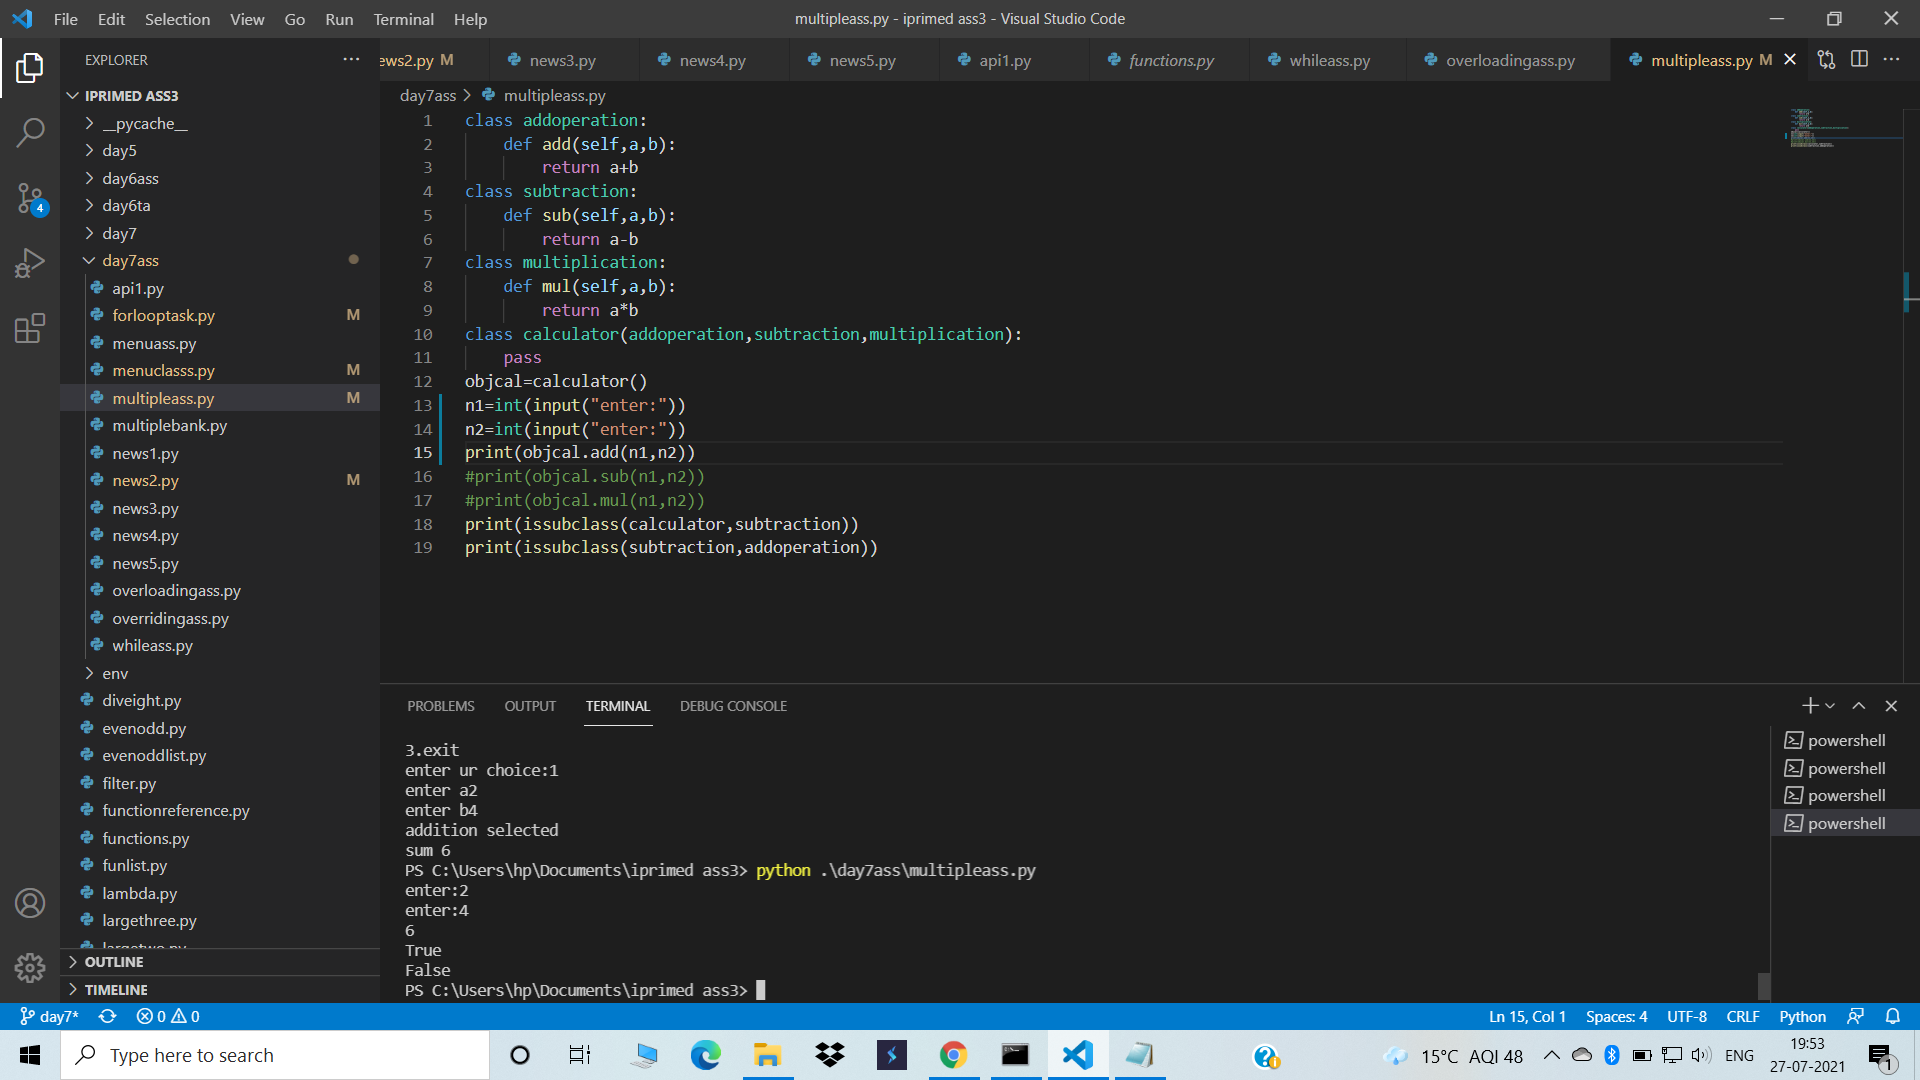 File Edit Selection View Go Run Terminal Help
multipleass.py - iprimed ass3 - Visual Studio Code
EXPLORER
IPRIMED ASS3
__pycache__
day5
day6ass
day6ta
day7
day7ass
api1.py
forlooptask.py M
menuass.py
menuclasss.py M
multipleass.py M
multiplebank.py
news1.py
news2.py M
news3.py
news4.py
news5.py
overloadingass.py
overridingass.py
whileass.py
env
diveight.py
evenodd.py
evenoddlist.py
filter.py
functionreference.py
functions.py
funlist.py
lambda.py
largethree.py
largetwo.py
OUTLINE
TIMELINE
4
ews2.py M news3.py news4.py news5.py api1.py functions.py whileass.py overloadingass.py multipleass.py M
day7ass > multipleass.py
1 class addoperation:
2 def add(self,a,b):
3 return a+b
4 class subtraction:
5 def sub(self,a,b):
6 return a-b
7 class multiplication:
8 def mul(self,a,b):
9 return a*b
10 class calculator(addoperation,subtraction,multiplication):
11 pass
12 objcal=calculator()
13 n1=int(input("enter:"))
14 n2=int(input("enter:"))
15 print(objcal.add(n1,n2))
16 #print(objcal.sub(n1,n2))
17 #print(objcal.mul(n1,n2))
18 print(issubclass(calculator,subtraction))
19 print(issubclass(subtraction,addoperation))
PROBLEMS OUTPUT TERMINAL DEBUG CONSOLE
3.exit
enter ur choice:1
enter a2
enter b4
addition selected
sum 6
PS C:\Users\hp\Documents\iprimed ass3> python .\day7ass\multipleass.py
enter:2
enter:4
6
True
False
PS C:\Users\hp\Documents\iprimed ass3>
powershell
powershell
powershell
powershell
day7* 0 0
Ln 15, Col 1 Spaces: 4 UTF-8 CRLF Python
Type here to search
15°C AQI 48 ENG
19:53
27-07-2021
1